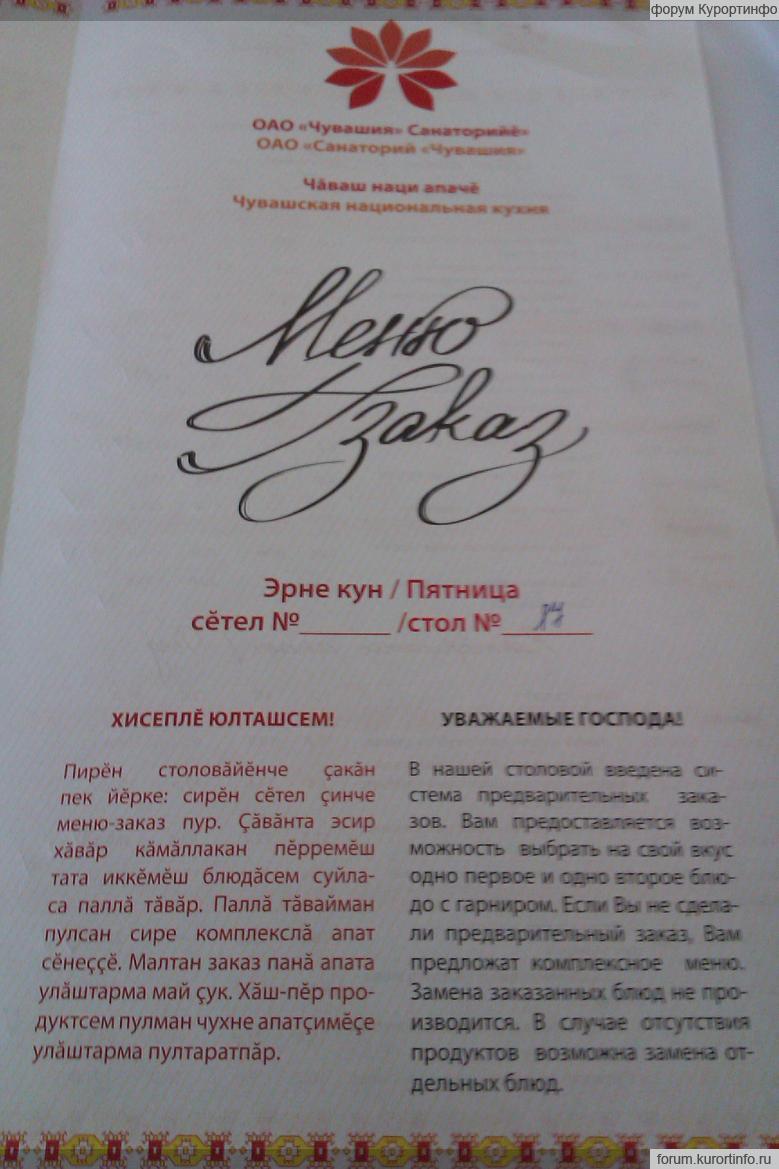 форум Курортинфо
ОАО «Чувашия» Санаторийĕ»
ОАО «Санаторий «Чувашия»
Чăваш наци апачĕ
Чувашская национальная кухня
Меню
заказ
Эрне кун / Пятница
сĕтел №_______ /стол №_______
ХИСЕПЛĔ ЮЛТАШСЕМ!
Пирĕн столовăйĕнче çакăн
пек йĕрке: сирĕн сĕтел çинче
меню-заказ пур. Çăвăнта эсир
хăвăр кăмăллакан пĕрремĕш
тата иккĕмĕш блюдăсем суйла-
са паллă тăвăр. Паллă тăвайман
пулсан сире комплекслă апат
сĕнеççĕ. Малтан заказ панă апата
улăштарма май çук. Хăш-пĕр про-
дуктсем пулман чухне апатçимĕçе
улăштарма пултаратпăр.
УВАЖАЕМЫЕ ГОСПОДА!
В нашей столовой введена си-
стема предварительных зака-
зов. Вам предоставляется воз-
можность выбрать на свой вкус
одно первое и одно второе блю-
до с гарниром. Если Вы не сдела-
ли предварительный заказ, Вам
предложат комплексное меню.
Замена заказанных блюд не про-
изводится. В случае отсутствия
продуктов возможна замена от-
дельных блюд.
forum.kurortinfo.ru